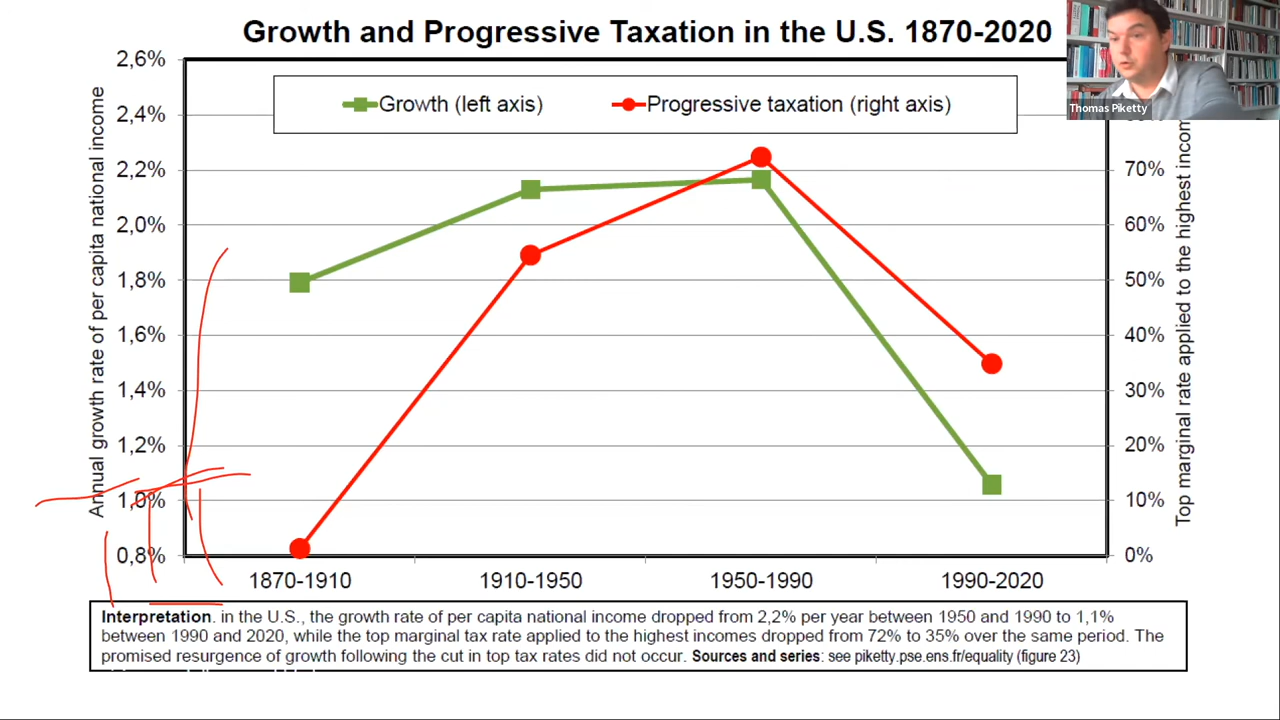 Growth and Progressive Taxation in the U.S. 1870-2020
Thomas Piketty
Growth (left axis)
Progressive taxation (right axis)
Annual growth rate of per capita national income
2,6%
2,4%
2,2%
2,0%
1,8%
1,6%
1,4%
1,2%
1,0%
0,8%
70%
60%
50%
40%
30%
20%
10%
0%
Top marginal rate applied to the highest incom
1870-1910
1910-1950
1950-1990
1990-2020
Interpretation. in the U.S., the growth rate of per capita national income dropped from 2,2% per year between 1950 and 1990 to 1,1%
between 1990 and 2020, while the top marginal tax rate applied to the highest incomes dropped from 72% to 35% over the same period. The
promised resurgence of growth following the cut in top tax rates did not occur. Sources and series: see piketty.pse.ens.fr/equality (figure 23)